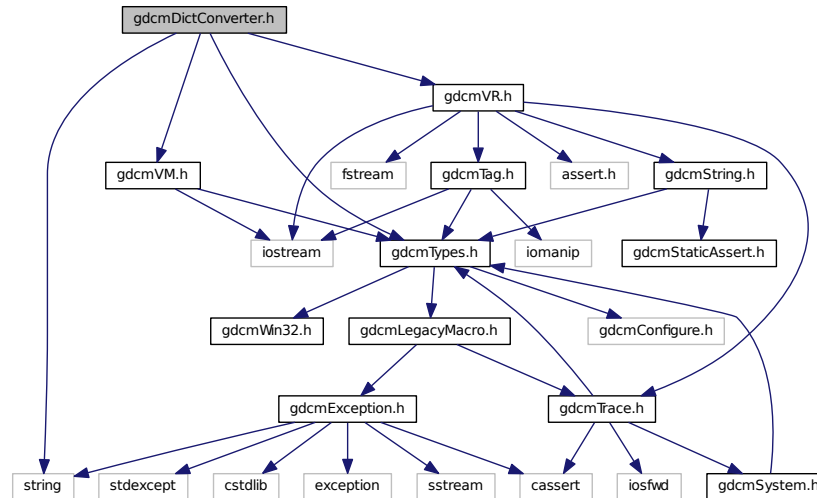 gdcmDictConverter.h
gdcmVR.h
gdcmVM.h
fstream
gdcmTag.h
assert.h
gdcmString.h
iostream
gdcmTypes.h
iomanip
gdcmStaticAssert.h
gdcmWin32.h
gdcmLegacyMacro.h
gdcmConfigure.h
gdcmException.h
gdcmTrace.h
string
stdexcept
cstdlib
exception
sstream
cassert
iosfwd
gdcmSystem.h